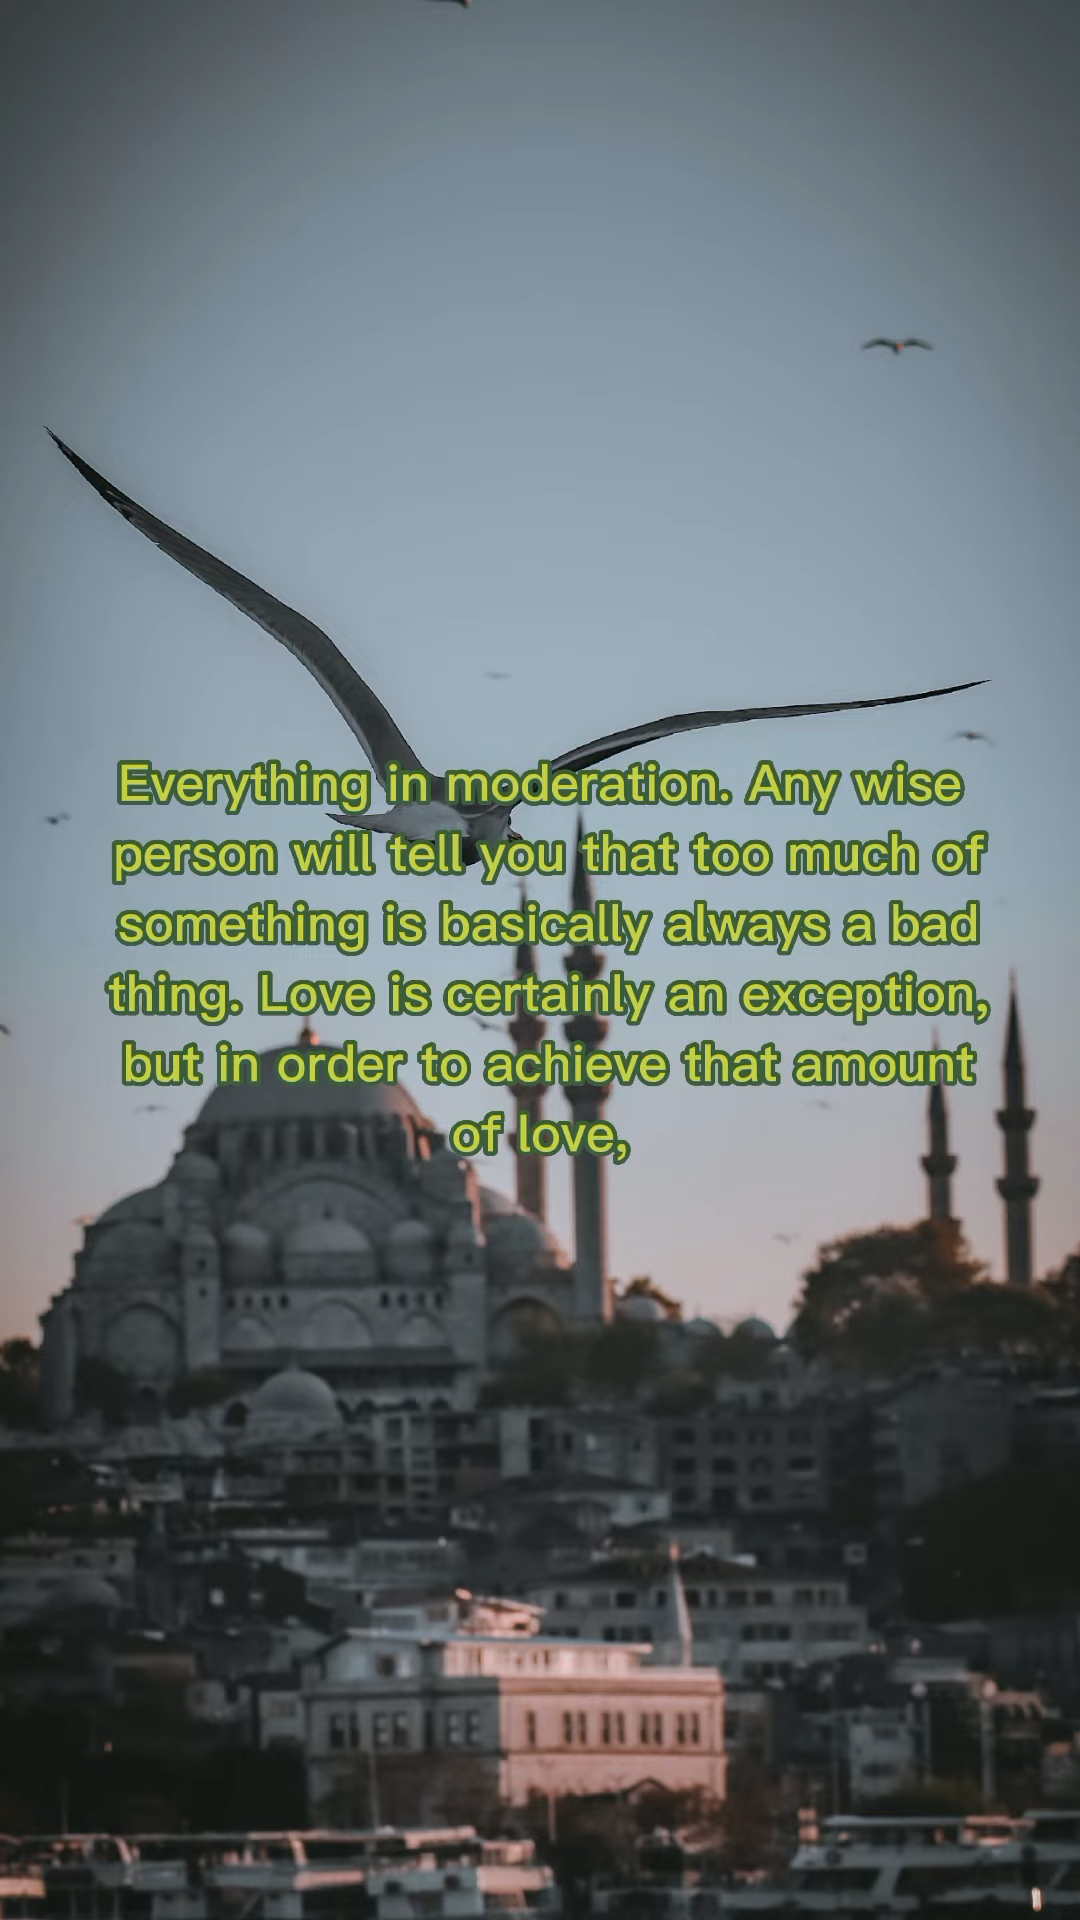 Everything in moderation. Any wise
person will tell you that too much of
something is basically always a bad
thing. Love is certainly an exception,
but in order to achieve that amount
of love,